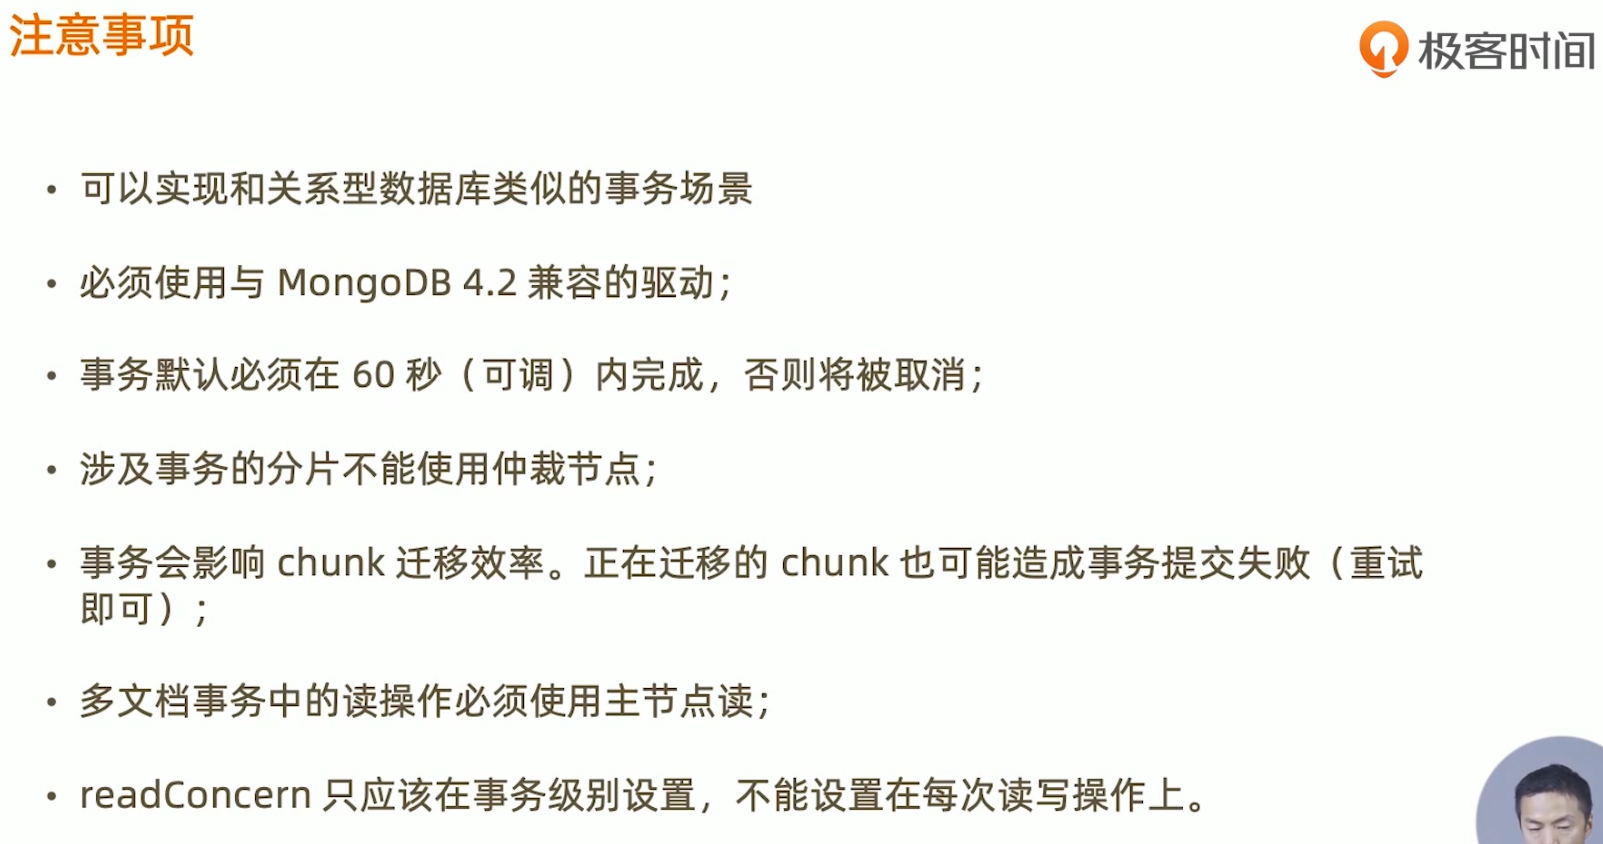 注意事项
极客时间
• 可以实现和关系型数据库类似的事务场景
• 必须使用与 MongoDB 4.2 兼容的驱动；
• 事务默认必须在 60 秒（可调）内完成，否则将被取消；
• 涉及事务的分片不能使用仲裁节点；
• 事务会影响 chunk 迁移效率。正在迁移的 chunk 也可能造成事务提交失败（重试
即可）；
• 多文档事务中的读操作必须使用主节点读；
• readConcern 只应该在事务级别设置，不能设置在每次读写操作上。